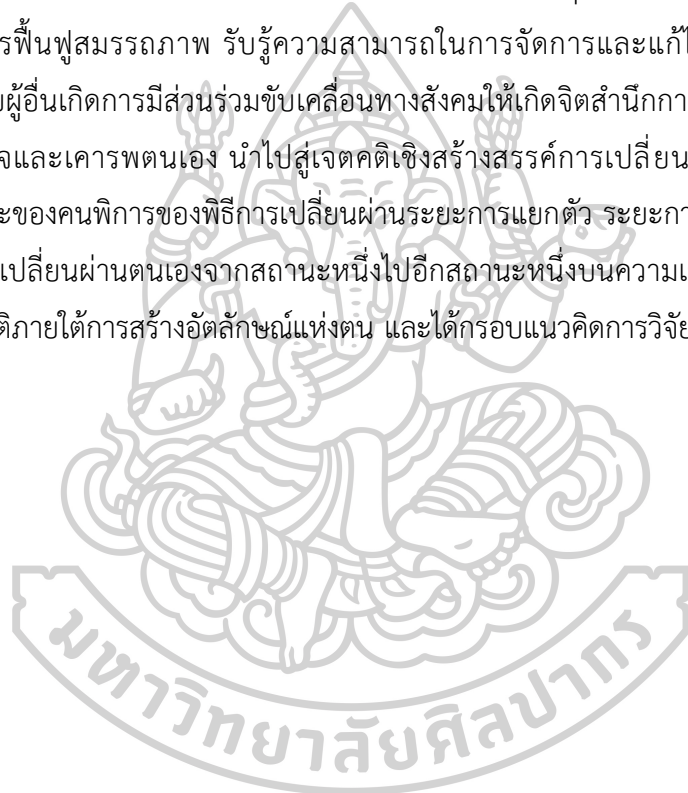 รฟื้นฟูสมรรถภาพ รับรู้ความสามารถในการจัดการและแก้ไ
ผู้อื่นเกิดการมีส่วนร่วมขับเคลื่อนทางสังคมให้เกิดจิตสำนึกกา
จและเคารพตนเอง นำไปสู่เจตคติเชิงสร้างสรรค์การเปลี่ยน
ะของคนพิการของพิธีการเปลี่ยนผ่านระยะการแยกตัว ระยะกา
เปลี่ยนผ่านตนเองจากสถานะหนึ่งไปอีกสถานะหนึ่งบนความเ
ติภายใต้การสร้างอัตลักษณ์แห่งตน และได้กรอบแนวคิดการวิจัย
มหาวิทยาลัยศิลปากร